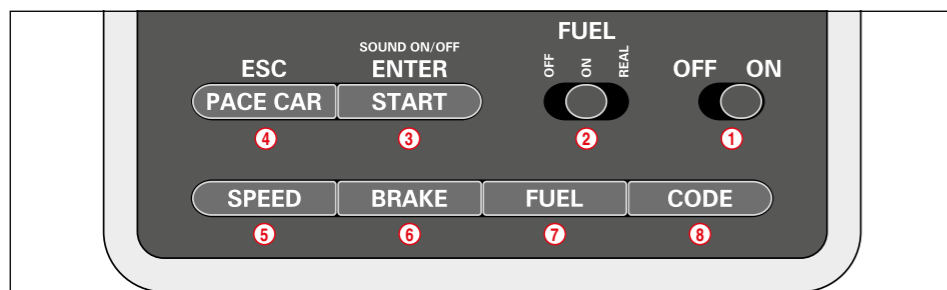 FUEL
SOUND ON/OFF
ESC ENTER OFF ON REAL OFF ON
PACE CAR START
4 3 2 1
SPEED BRAKE FUEL CODE
5 6 7 8